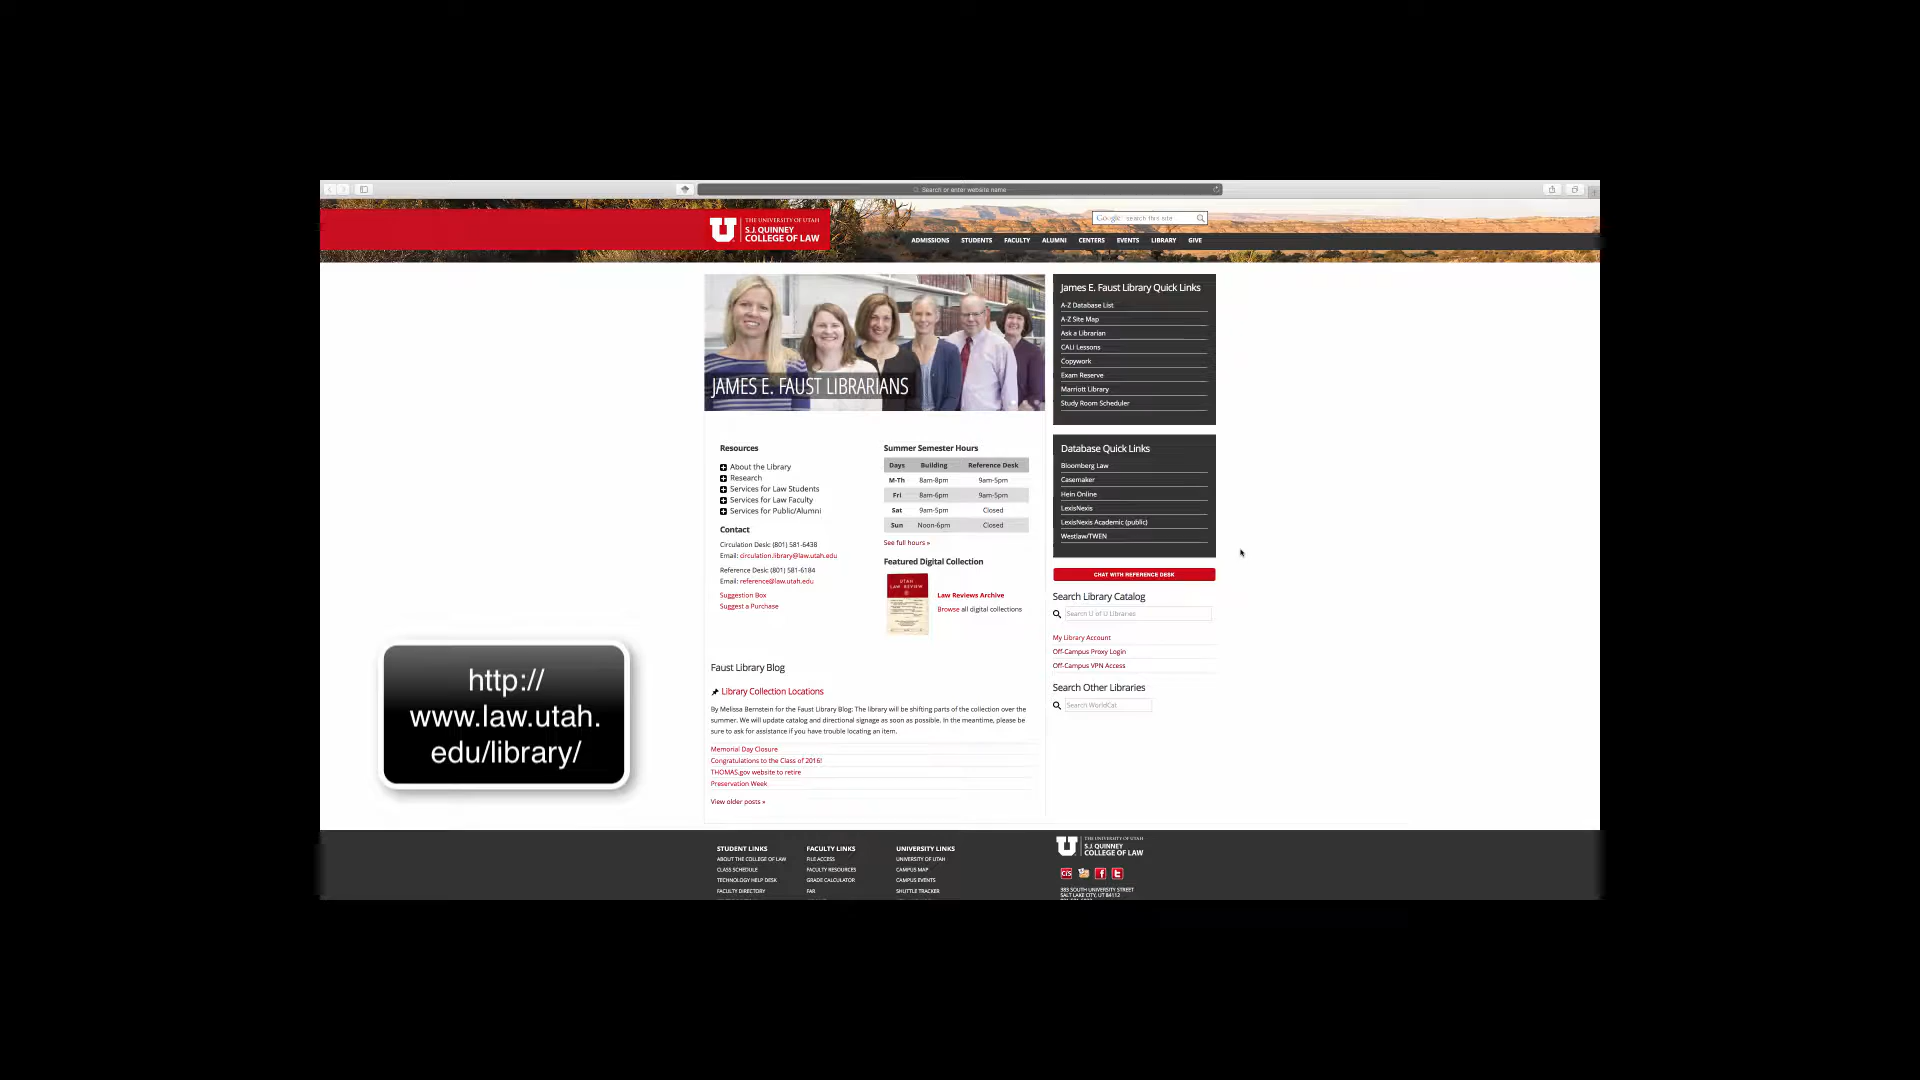 Search or enter website name
THE UNIVERSITY OF UTAH
S.J. QUINNEY
COLLEGE OF LAW
Google search this site
ADMISSIONS STUDENTS FACULTY ALUMNI CENTERS EVENTS LIBRARY GIVE
JAMES E. FAUST LIBRARIANS
James E. Faust Library Quick Links
A-Z Database List
A-Z Site Map
Ask a Librarian
CALI Lessons
Copywork
Exam Reserve
Marriott Library
Study Room Scheduler
Resources
About the Library
Research
Services for Law Students
Services for Law Faculty
Services for Public/Alumni
Contact
Circulation Desk: (801) 581-6438
Email: circulation.library@law.utah.edu
Reference Desk: (801) 581-6184
Email: reference@law.utah.edu
Suggestion Box
Suggest a Purchase
Summer Semester Hours
Days Building Reference Desk
M-Th 8am-8pm 9am-5pm
Fri 8am-6pm 9am-5pm
Sat 9am-5pm Closed
Sun Noon-6pm Closed
See full hours »
Featured Digital Collection
UTAH
LAW REVIEW
Law Reviews Archive
Browse all digital collections
Database Quick Links
Bloomberg Law
Casemaker
Hein Online
LexisNexis
LexisNexis Academic (public)
Westlaw/TWEN
CHAT WITH REFERENCE DESK
Search Library Catalog
Search U of U Libraries
My Library Account
Off-Campus Proxy Login
Off-Campus VPN Access
Search Other Libraries
Search WorldCat
http://
www.law.utah.
edu/library/
Faust Library Blog
Library Collection Locations
By Melissa Bernstein for the Faust Library Blog: The library will be shifting parts of the collection over the
summer. We will update catalog and directional signage as soon as possible. In the meantime, please be
sure to ask for assistance if you have trouble locating an item.
Memorial Day Closure
Congratulations to the Class of 2016!
THOMAS.gov website to retire
Preservation Week
View older posts »
STUDENT LINKS
ABOUT THE COLLEGE OF LAW
CLASS SCHEDULE
TECHNOLOGY HELP DESK
FACULTY DIRECTORY
FACULTY LINKS
FILE ACCESS
FACULTY RESOURCES
GRADE CALCULATOR
FAR
UNIVERSITY LINKS
UNIVERSITY OF UTAH
CAMPUS MAP
CAMPUS EVENTS
SHUTTLE TRACKER
THE UNIVERSITY OF UTAH
S.J. QUINNEY
COLLEGE OF LAW
CIS
383 SOUTH UNIVERSITY STREET
SALT LAKE CITY, UT 84112